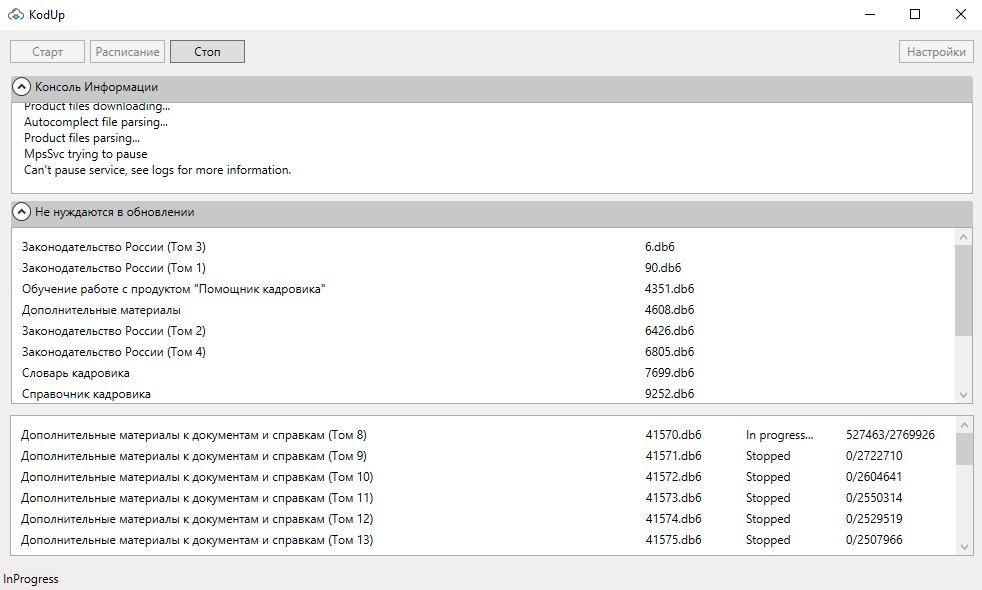 KodUp
Старт Расписание Стоп Настройки
Консоль Информации
Product files downloading...
Autocomplect file parsing...
Product files parsing...
MpsSvc trying to pause
Can't pause service, see logs for more information.
Не нуждаются в обновлении
Законодательство России (Том 3) 6.db6
Законодательство России (Том 1) 90.db6
Обучение работе с продуктом "Помощник кадровика" 4351.db6
Дополнительные материалы 4608.db6
Законодательство России (Том 2) 6426.db6
Законодательство России (Том 4) 6805.db6
Словарь кадровика 7699.db6
Справочник кадровика 9252.db6
Дополнительные материалы к документам и справкам (Том 8) 41570.db6 In progress... 527463/2769926
Дополнительные материалы к документам и справкам (Том 9) 41571.db6 Stopped 0/2722710
Дополнительные материалы к документам и справкам (Том 10) 41572.db6 Stopped 0/2604641
Дополнительные материалы к документам и справкам (Том 11) 41573.db6 Stopped 0/2550314
Дополнительные материалы к документам и справкам (Том 12) 41574.db6 Stopped 0/2529519
Дополнительные материалы к документам и справкам (Том 13) 41575.db6 Stopped 0/2507966
InProgress